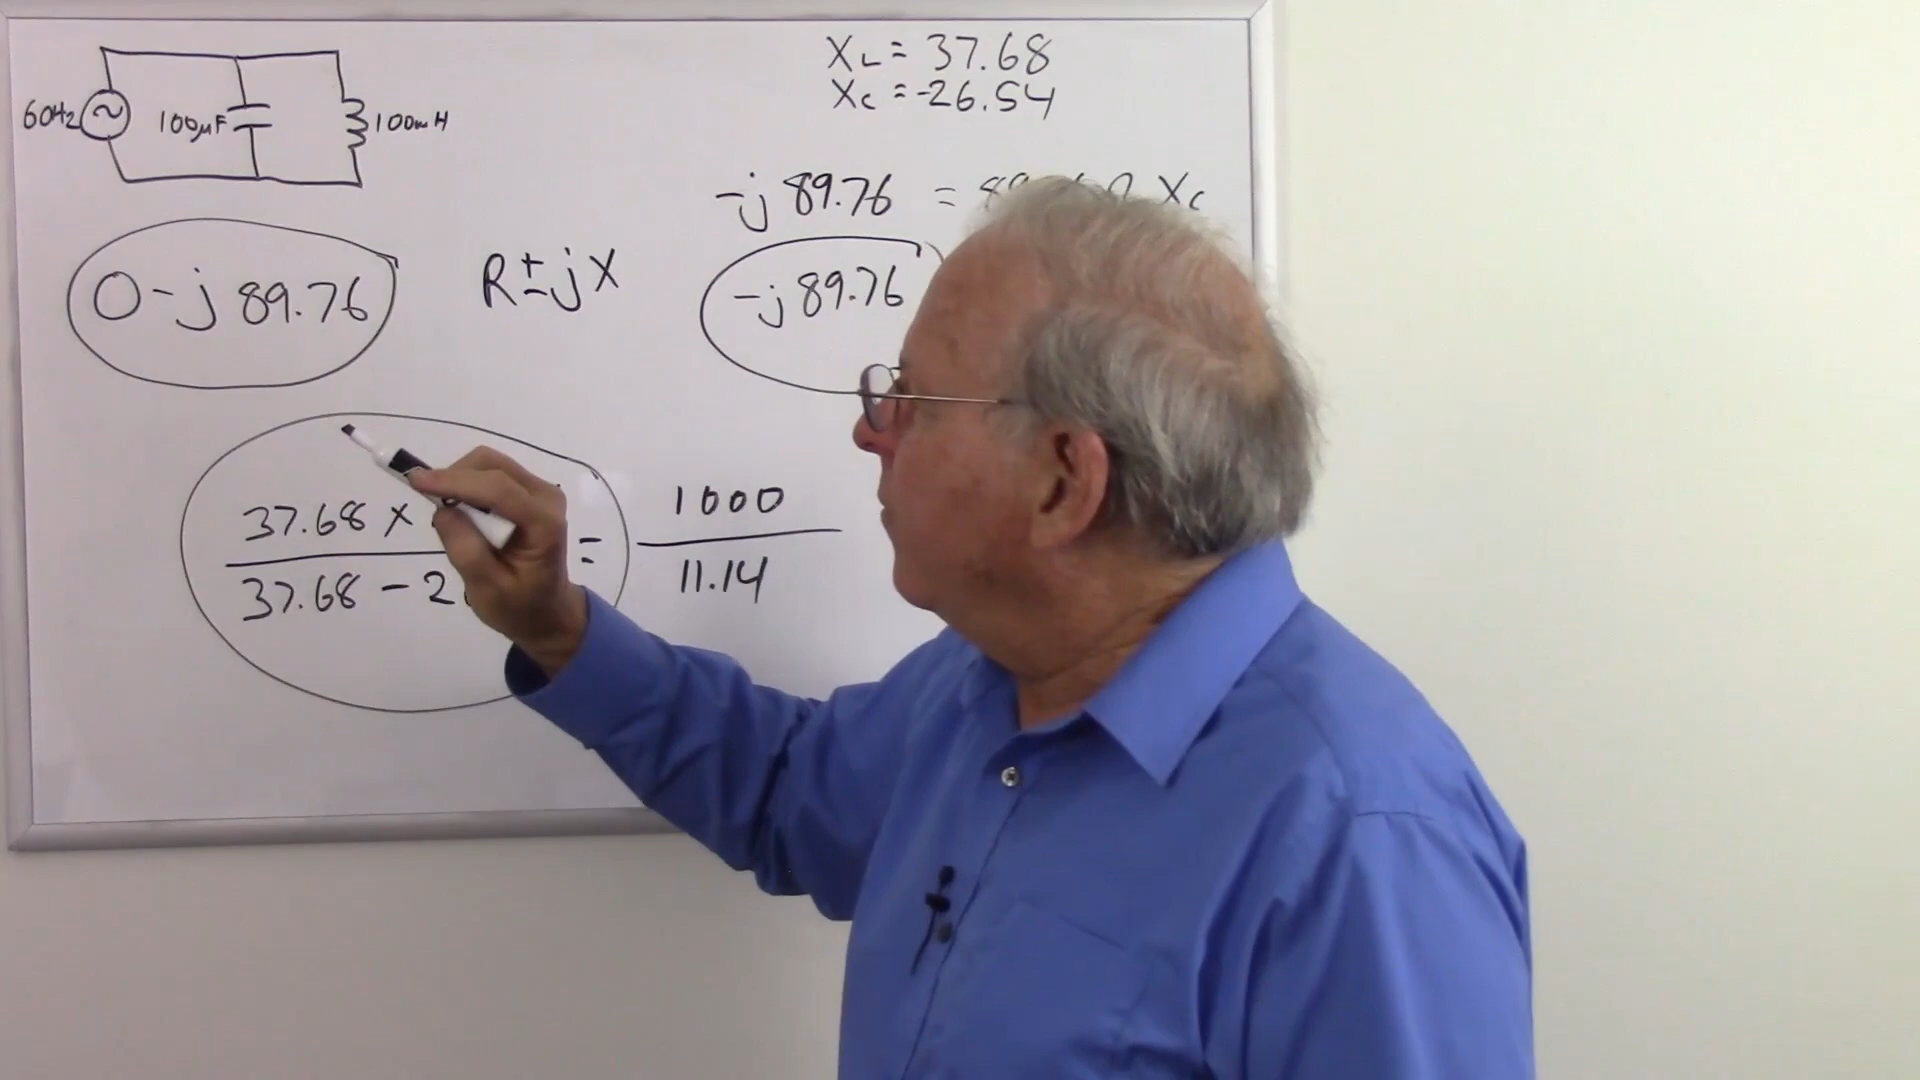 60Hz 100µF 100mH
XL = 37.68
Xc = -26.54
-j 89.76 = Xc
0 - j 89.76
R ± jX
-j 89.76
37.68 x
37.68 - 2
=
1000
11.14